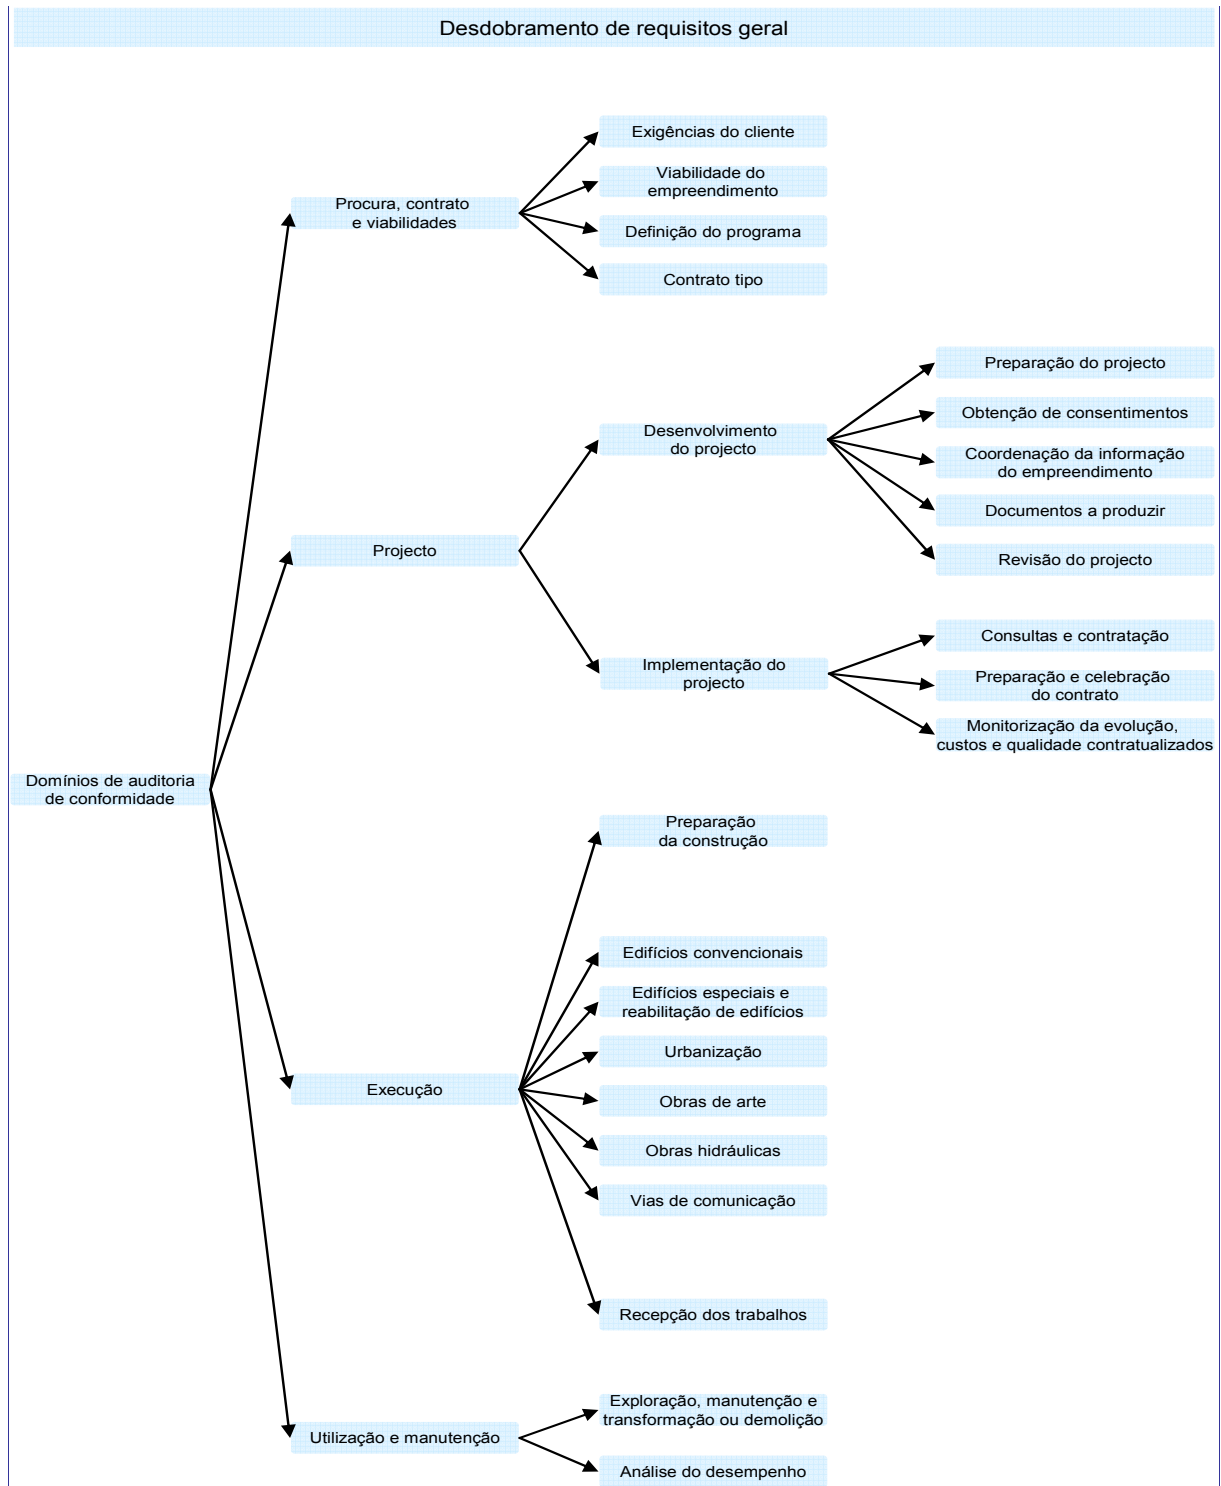 Desdobramento de requisitos geral
Exigências do cliente
Viabilidade do
empreendimento
Procura, contrato
e viabilidades
Definição do programa
Contrato tipo
Preparação do projecto
Obtenção de consentimentos
Desenvolvimento
do projecto
Coordenação da informação
do empreendimento
Documentos a produzir
Projecto
Revisão do projecto
Consultas e contratação
Implementação do
projecto
Preparação e celebração
do contrato
Monitorização da evolução,
custos e qualidade contratualizados
Domínios de auditoria
de conformidade
Preparação
da construção
Edifícios convencionais
Edifícios especiais e
reabilitação de edifícios
Urbanização
Execução
Obras de arte
Obras hidráulicas
Vias de comunicação
Recepção dos trabalhos
Exploração, manutenção e
transformação ou demolição
Utilização e manutenção
Análise do desempenho